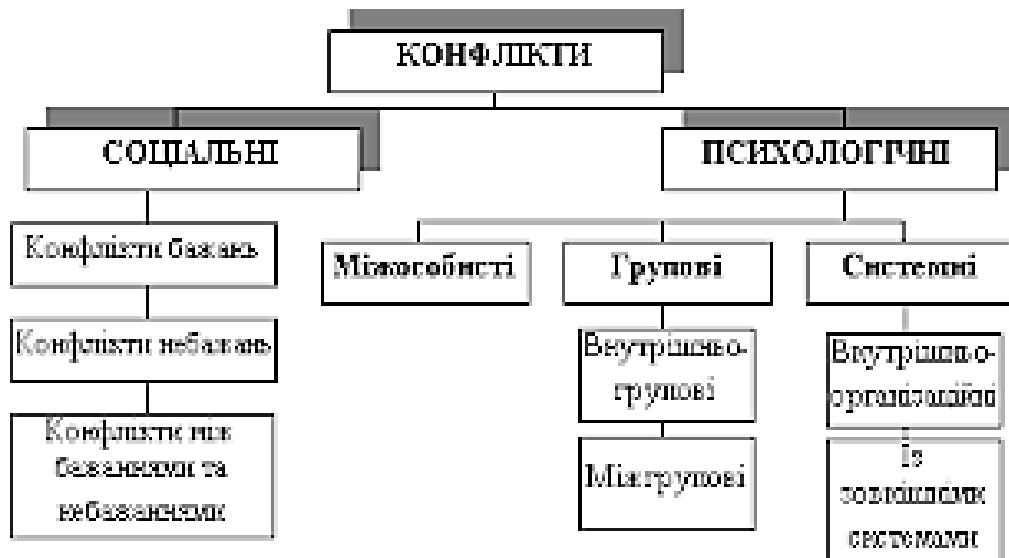 КОНФЛІКТИ
СОЦІАЛЬНІ
ПСИХОЛОГІЧНІ
Конфлікти бажань
Міжособисті
Групові
Системні
Конфлікти небажань
Внутрішньо-
групові
Внутрішньо-
організаційні
Конфлікти між
бажаннями та
небажаннями
Міжгрупові
Із
зовнішніми
системами